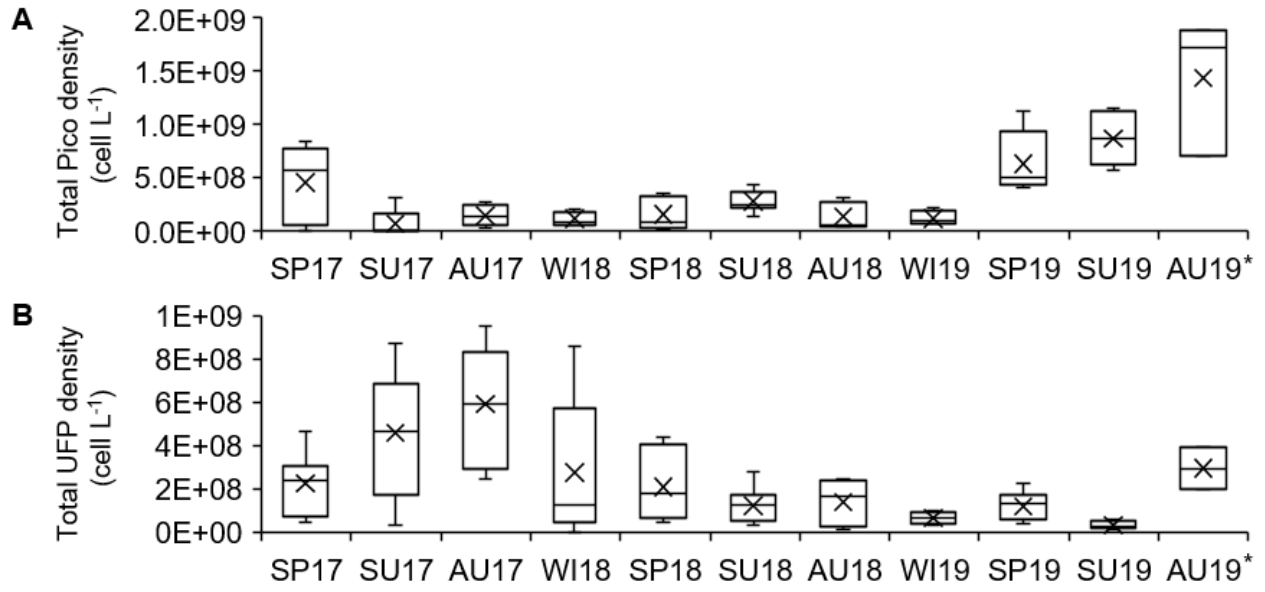 A
Total Pico density
(cell L⁻¹)
2.0E+09
1.5E+09
1.0E+09
5.0E+08
0.0E+00
SP17 SU17 AU17 WI18 SP18 SU18 AU18 WI19 SP19 SU19 AU19*
B
Total UFP density
(cell L⁻¹)
1E+09
8E+08
6E+08
4E+08
2E+08
0E+00
SP17 SU17 AU17 WI18 SP18 SU18 AU18 WI19 SP19 SU19 AU19*